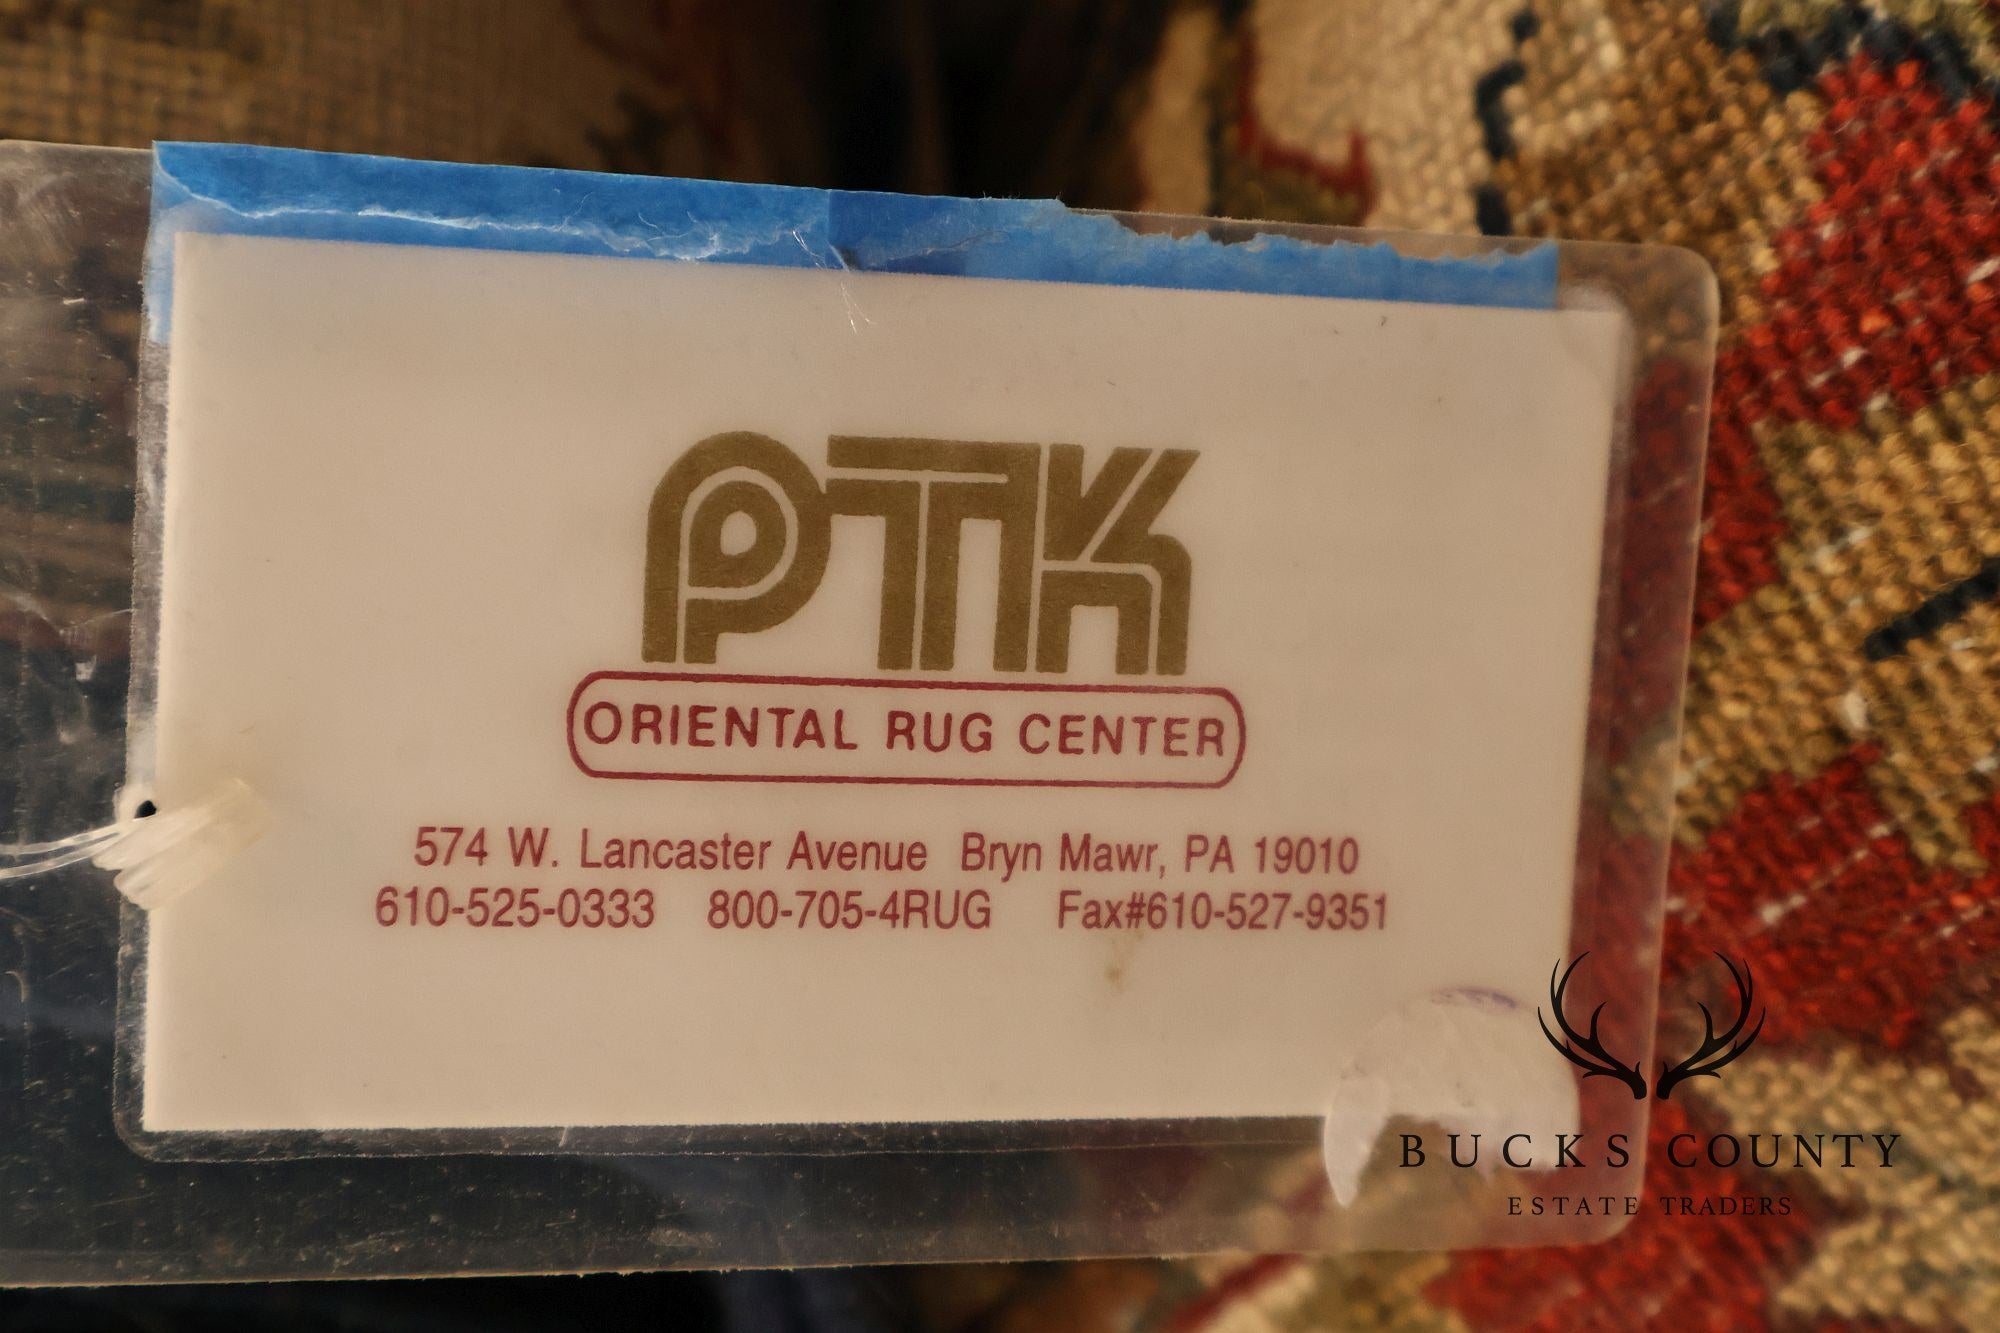 PTK
ORIENTAL RUG CENTER
574 W. Lancaster Avenue Bryn Mawr, PA 19010
610-525-0333 800-705-4RUG Fax#610-527-9351
BUCKS COUNTY
ESTATE TRADERS